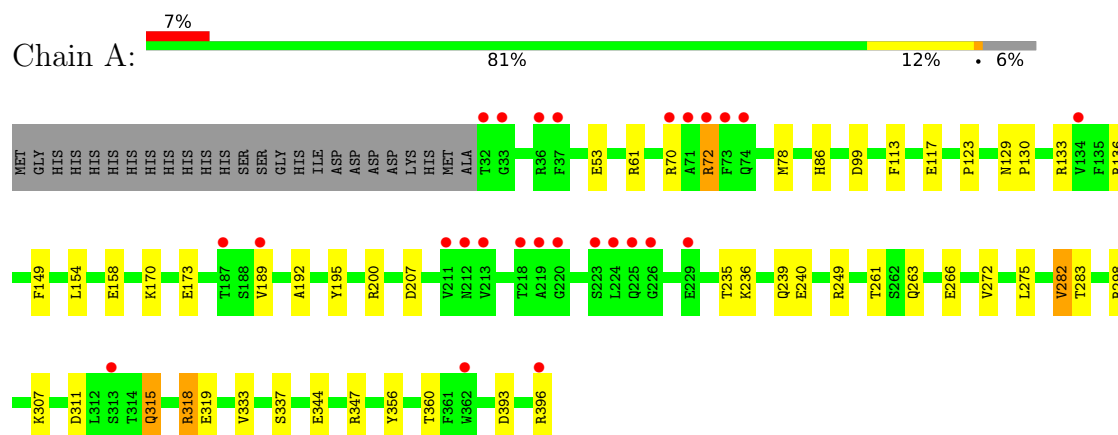 7%
Chain A:
81% 12% • 6%
MET GLY HIS HIS HIS HIS HIS HIS HIS HIS HIS HIS SER SER GLY HIS ILE ASP ASP ASP ASP LYS HIS MET ALA T32 G33 R36 F37 E53 R61 R70 A71 R72 F73 Q74 M78 H86 D99 F113 E117 P123 N129 P130 R133 V134 F135
F149 L154 E158 K170 E173 T187 S188 V189 A192 Y195 R200 D207 V211 N212 V213 T218 A219 G220 S223 L224 Q225 G226 E229 T235 K236 Q239 E240 R249 T261 S262 Q263 E266 V272 L275 V282 T283
K307 D311 L312 S313 T314 Q315 R318 E319 V333 S337 E344 R347 Y356 T360 F361 W362 D393 R396